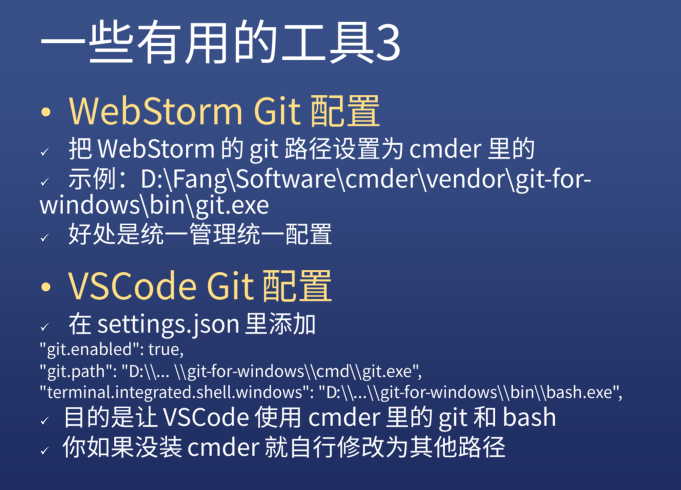 一些有用的工具3
• WebStorm Git 配置
✓ 把 WebStorm 的 git 路径设置为 cmder 里的
✓ 示例：D:\Fang\Software\cmder\vendor\git-for-
windows\bin\git.exe
✓ 好处是统一管理统一配置
• VSCode Git 配置
✓ 在 settings.json 里添加
"git.enabled": true,
"git.path": "D:\\... \\git-for-windows\\cmd\\git.exe",
"terminal.integrated.shell.windows": "D:\\...\\git-for-windows\\bin\\bash.exe",
✓ 目的是让 VSCode 使用 cmder 里的 git 和 bash
✓ 你如果没装 cmder 就自行修改为其他路径